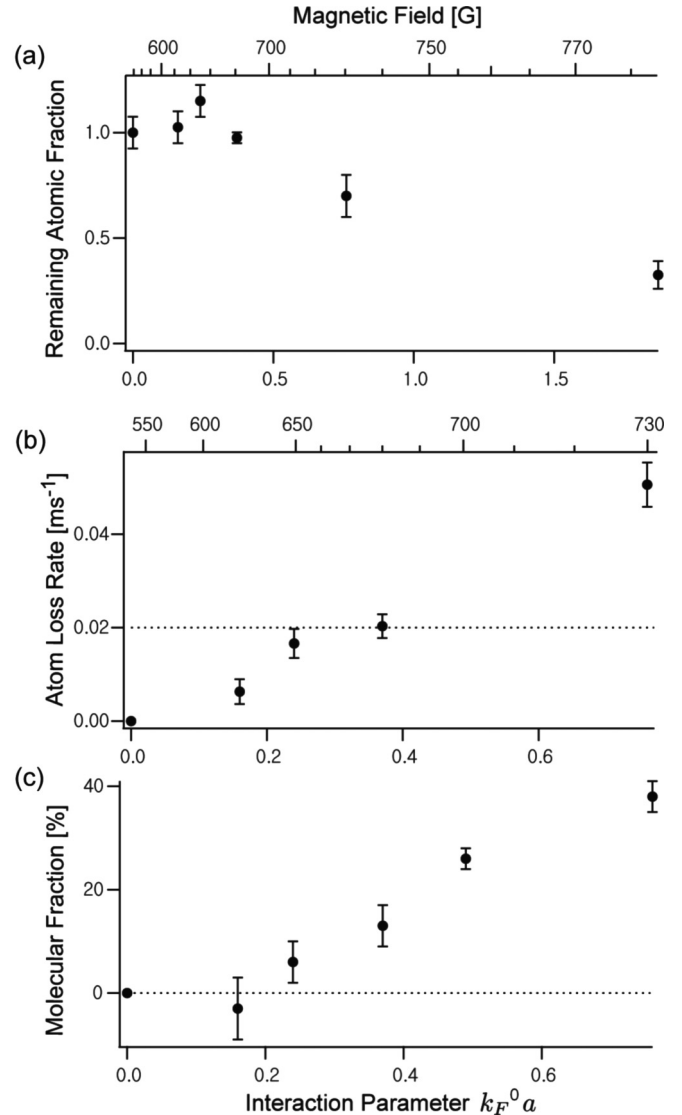 Magnetic Field [G]
600 700 750 770
(a)
Remaining Atomic Fraction
1.0
0.5
0.0
0.0 0.5 1.0 1.5
(b)
550 600 650 700 730
Atom Loss Rate [ms⁻¹]
0.04
0.02
0.00
0.0 0.2 0.4 0.6
(c)
Molecular Fraction [%]
40
20
0
0.0 0.2 0.4 0.6
Interaction Parameter k_F⁰a